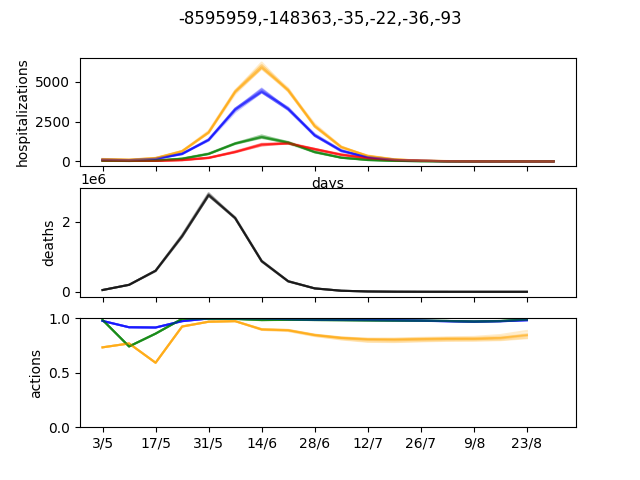 -8595959,-148363,-35,-22,-36,-93
hospitalizations
5000
2500
0
days
1e6
deaths
2
0
actions
1.0
0.5
0.0
3/5 17/5 31/5 14/6 28/6 12/7 26/7 9/8 23/8